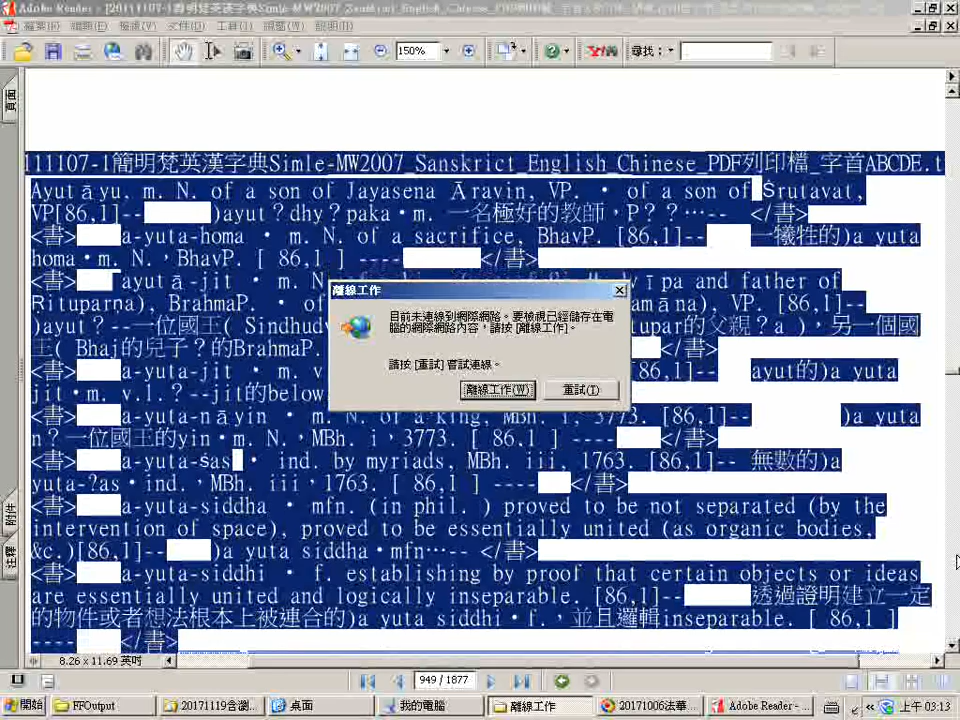 Adobe Reader - [20111107-1簡明梵英漢字典Simle-MW2007_Sanskrict_English_Chinese_PDF列印檔_字首ABCDE.t
檔案(F) 編輯(E) 檢視(V) 文件(D) 工具(T) 視窗(W) 說明(H)
150% 尋找:
頁面
111107-1簡明梵英漢字典Simle-MW2007_Sanskrict_English_Chinese_PDF列印檔_字首ABCDE.t
Ayutāyu, m. N. of a son of Jayasena Āravin, VP. • of a son of Śrutavat,
VP[86,1]-- )ayut？dhy？paka‧m. 一名極好的教師，P？？…-- </書>
<書> a-yuta-homa • m. N. of a sacrifice, BhavP. [86,1]-- 一犧牲的)a yuta
homa‧m. N.，BhavP. [ 86,1 ] ---- </書>
<書> ayutā-jit • m. N īpa and father of
Rituparṇa), BrahmaP. • o amāna), VP. [86,1]--
)ayut？--一位國王( Sindhudv tupar的父親？a )，另一個國
王( Bhaj的兒子？的BrahmaP. </書>
<書> a-yuta-jit • m. v 86,1]-- ayut的)a yuta
jit‧m. v.l.？--jit的below
<書> a-yuta-nāyin • m. N. of a king, MBh. i, 3773. [86,1]-- )a yuta
n？一位國王的yin‧m. N.，MBh. i，3773. [ 86.1 ] ---- </書>
<書> a-yuta-śas • ind. by myriads, MBh. iii, 1763. [86,1]-- 無數的)a
yuta-?as‧ind.，MBh. iii，1763. [ 86,1 ] ---- </書>
<書> a-yuta-siddha • mfn. (in phil. ) proved to be not separated (by the
intervention of space), proved to be essentially united (as organic bodies,
&c.)[86,1]-- )a yuta siddha‧mfn…-- </書>
<書> a-yuta-siddhi • f. establishing by proof that certain objects or ideas
are essentially united and logically inseparable. [86,1]-- 透過證明建立一定
的物件或者想法根本上被連合的)a yuta siddhi‧f.，並且邏輯inseparable. [ 86,1 ]
---- </書>
離線工作
目前未連線到網際網路。要檢視已經儲存在電
腦的網際網路內容，請按 [離線工作]。
請按 [重試] 嘗試連線。
離線工作(W) 重試(T)
附件
注釋
8.26 x 11.69 英吋
949 / 1877
開始 FFOutput 20171119含瀏... 桌面 我的電腦 離線工作 20171006法華... Adobe Reader -... 上午 03:13